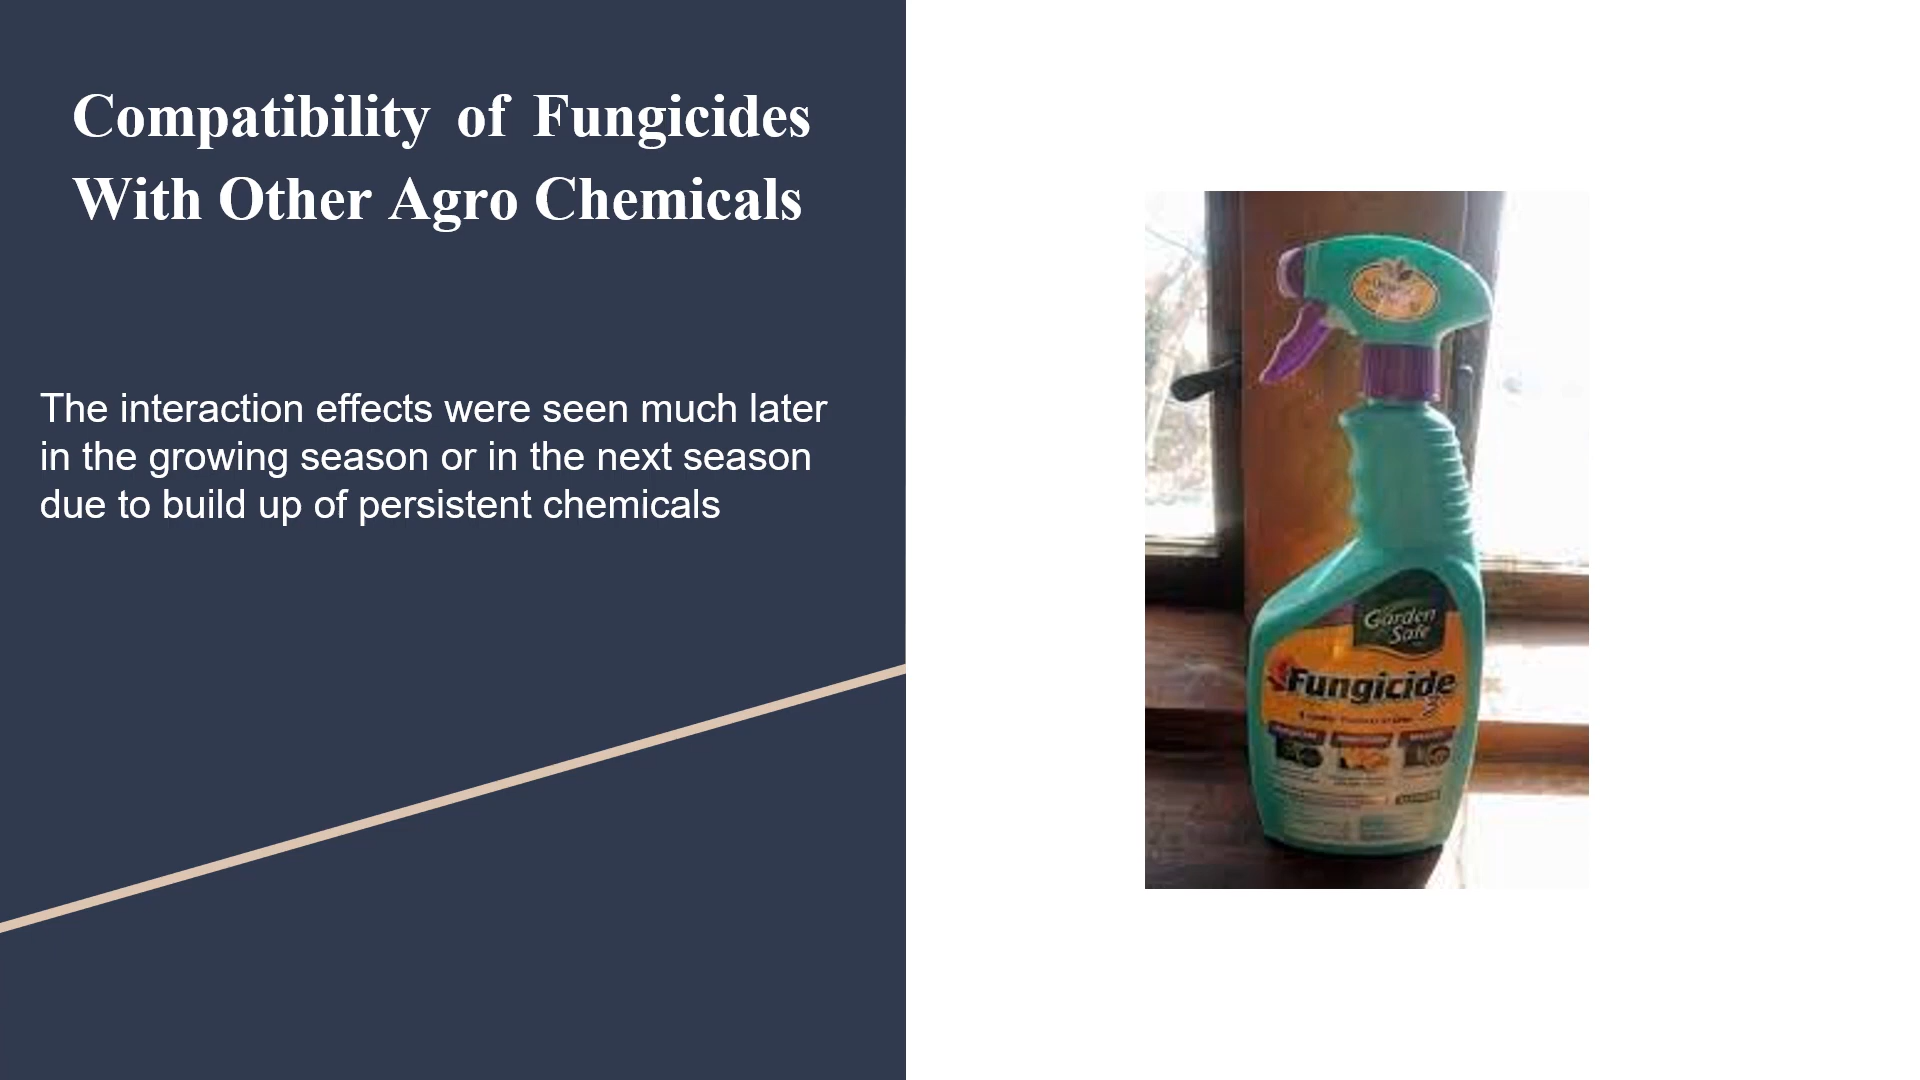 Compatibility of Fungicides
With Other Agro Chemicals
The interaction effects were seen much later
in the growing season or in the next season
due to build up of persistent chemicals
Garden
Safe
Fungicide